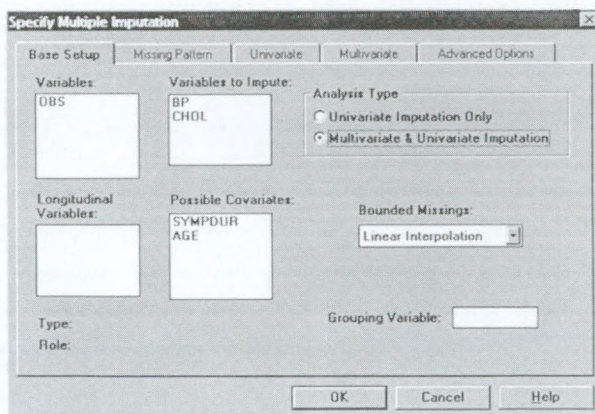 Specify Multiple Imputation
Base Setup
Missing Pattern
Univariate
Multivariate
Advanced Options
Variables:
OBS
Variables to Impute:
BP
CHOL
Analysis Type
Univariate Imputation Only
Multivariate & Univariate Imputation
Longitudinal
Variables:
Possible Covariates:
SYMPDUR
AGE
Bounded Missings:
Linear Interpolation
Type:
Role:
Grouping Variable:
OK
Cancel
Help